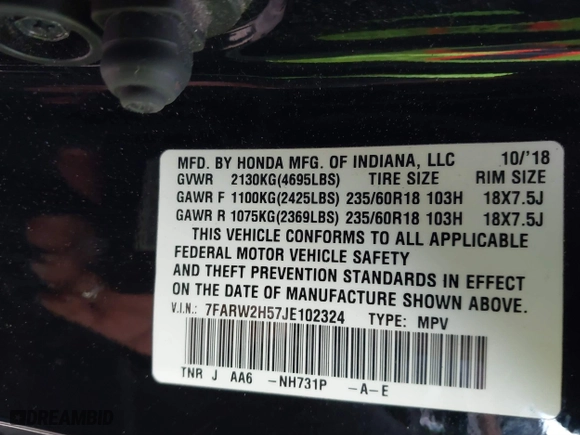 MFD. BY HONDA MFG. OF INDIANA, LLC 10/'18
GVWR 2130KG(4695LBS) TIRE SIZE RIM SIZE
GAWR F 1100KG(2425LBS) 235/60R18 103H 18X7.5J
GAWR R 1075KG(2369LBS) 235/60R18 103H 18X7.5J
THIS VEHICLE CONFORMS TO ALL APPLICABLE
FEDERAL MOTOR VEHICLE SAFETY
AND THEFT PREVENTION STANDARDS IN EFFECT
ON THE DATE OF MANUFACTURE SHOWN ABOVE.
V.I.N.: 7FARW2H57JE102324 TYPE: MPV
TNR J AA6 -NH731P -A-E
DREAMBID